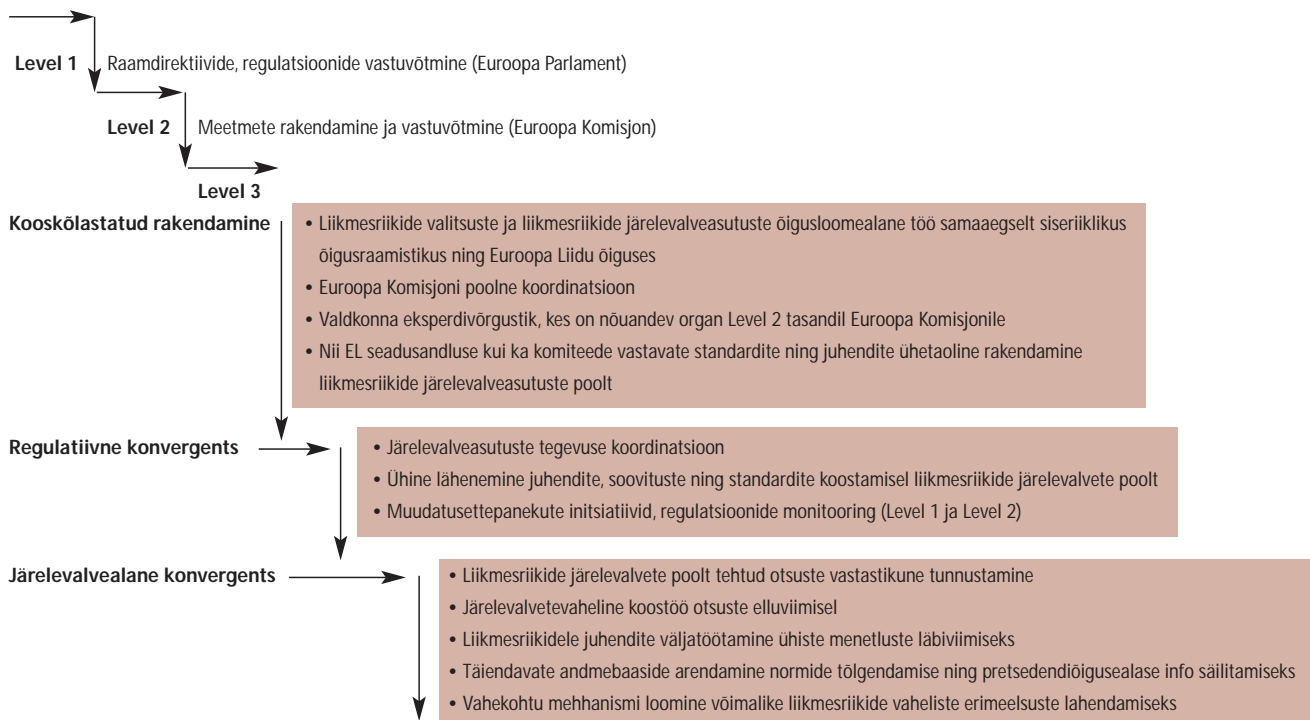 Level 1 Raamdirektiivide, regulatsioonide vastuvõtmine (Euroopa Parlament)
Level 2 Meetmete rakendamine ja vastuvõtmine (Euroopa Komisjon)
Level 3
Kooskõlastatud rakendamine
• Liikmesriikide valitsuste ja liikmesriikide järelevalveasutuste õigusloomealane töö samaaegselt siseriiklikus
õigusraamistikus ning Euroopa Liidu õiguses
• Euroopa Komisjoni poolne koordinatsioon
• Valdkonna eksperdivõrgustik, kes on nõuandev organ Level 2 tasandil Euroopa Komisjonile
• Nii EL seadusandluse kui ka komiteede vastavate standardite ning juhendite ühetaoline rakendamine
liikmesriikide järelevalveasutuste poolt
Regulatiivne konvergents
• Järelevalveasutuste tegevuse koordinatsioon
• Ühine lähenemine juhendite, soovituste ning standardite koostamisel liikmesriikide järelevalvete poolt
• Muudatusettepanekute initsiatiivid, regulatsioonide monitooring (Level 1 ja Level 2)
Järelevalvealane konvergents
• Liikmesriikide järelevalvete poolt tehtud otsuste vastastikune tunnustamine
• Järelevalvetevaheline koostöö otsuste elluviimisel
• Liikmesriikidele juhendite väljatöötamine ühiste menetluste läbiviimiseks
• Täiendavate andmebaaside arendamine normide tõlgendamise ning pretsedendiõigusealase info säilitamiseks
• Vahekohtu mehhanismi loomine võimalike liikmesriikide vaheliste erimeelsuste lahendamiseks